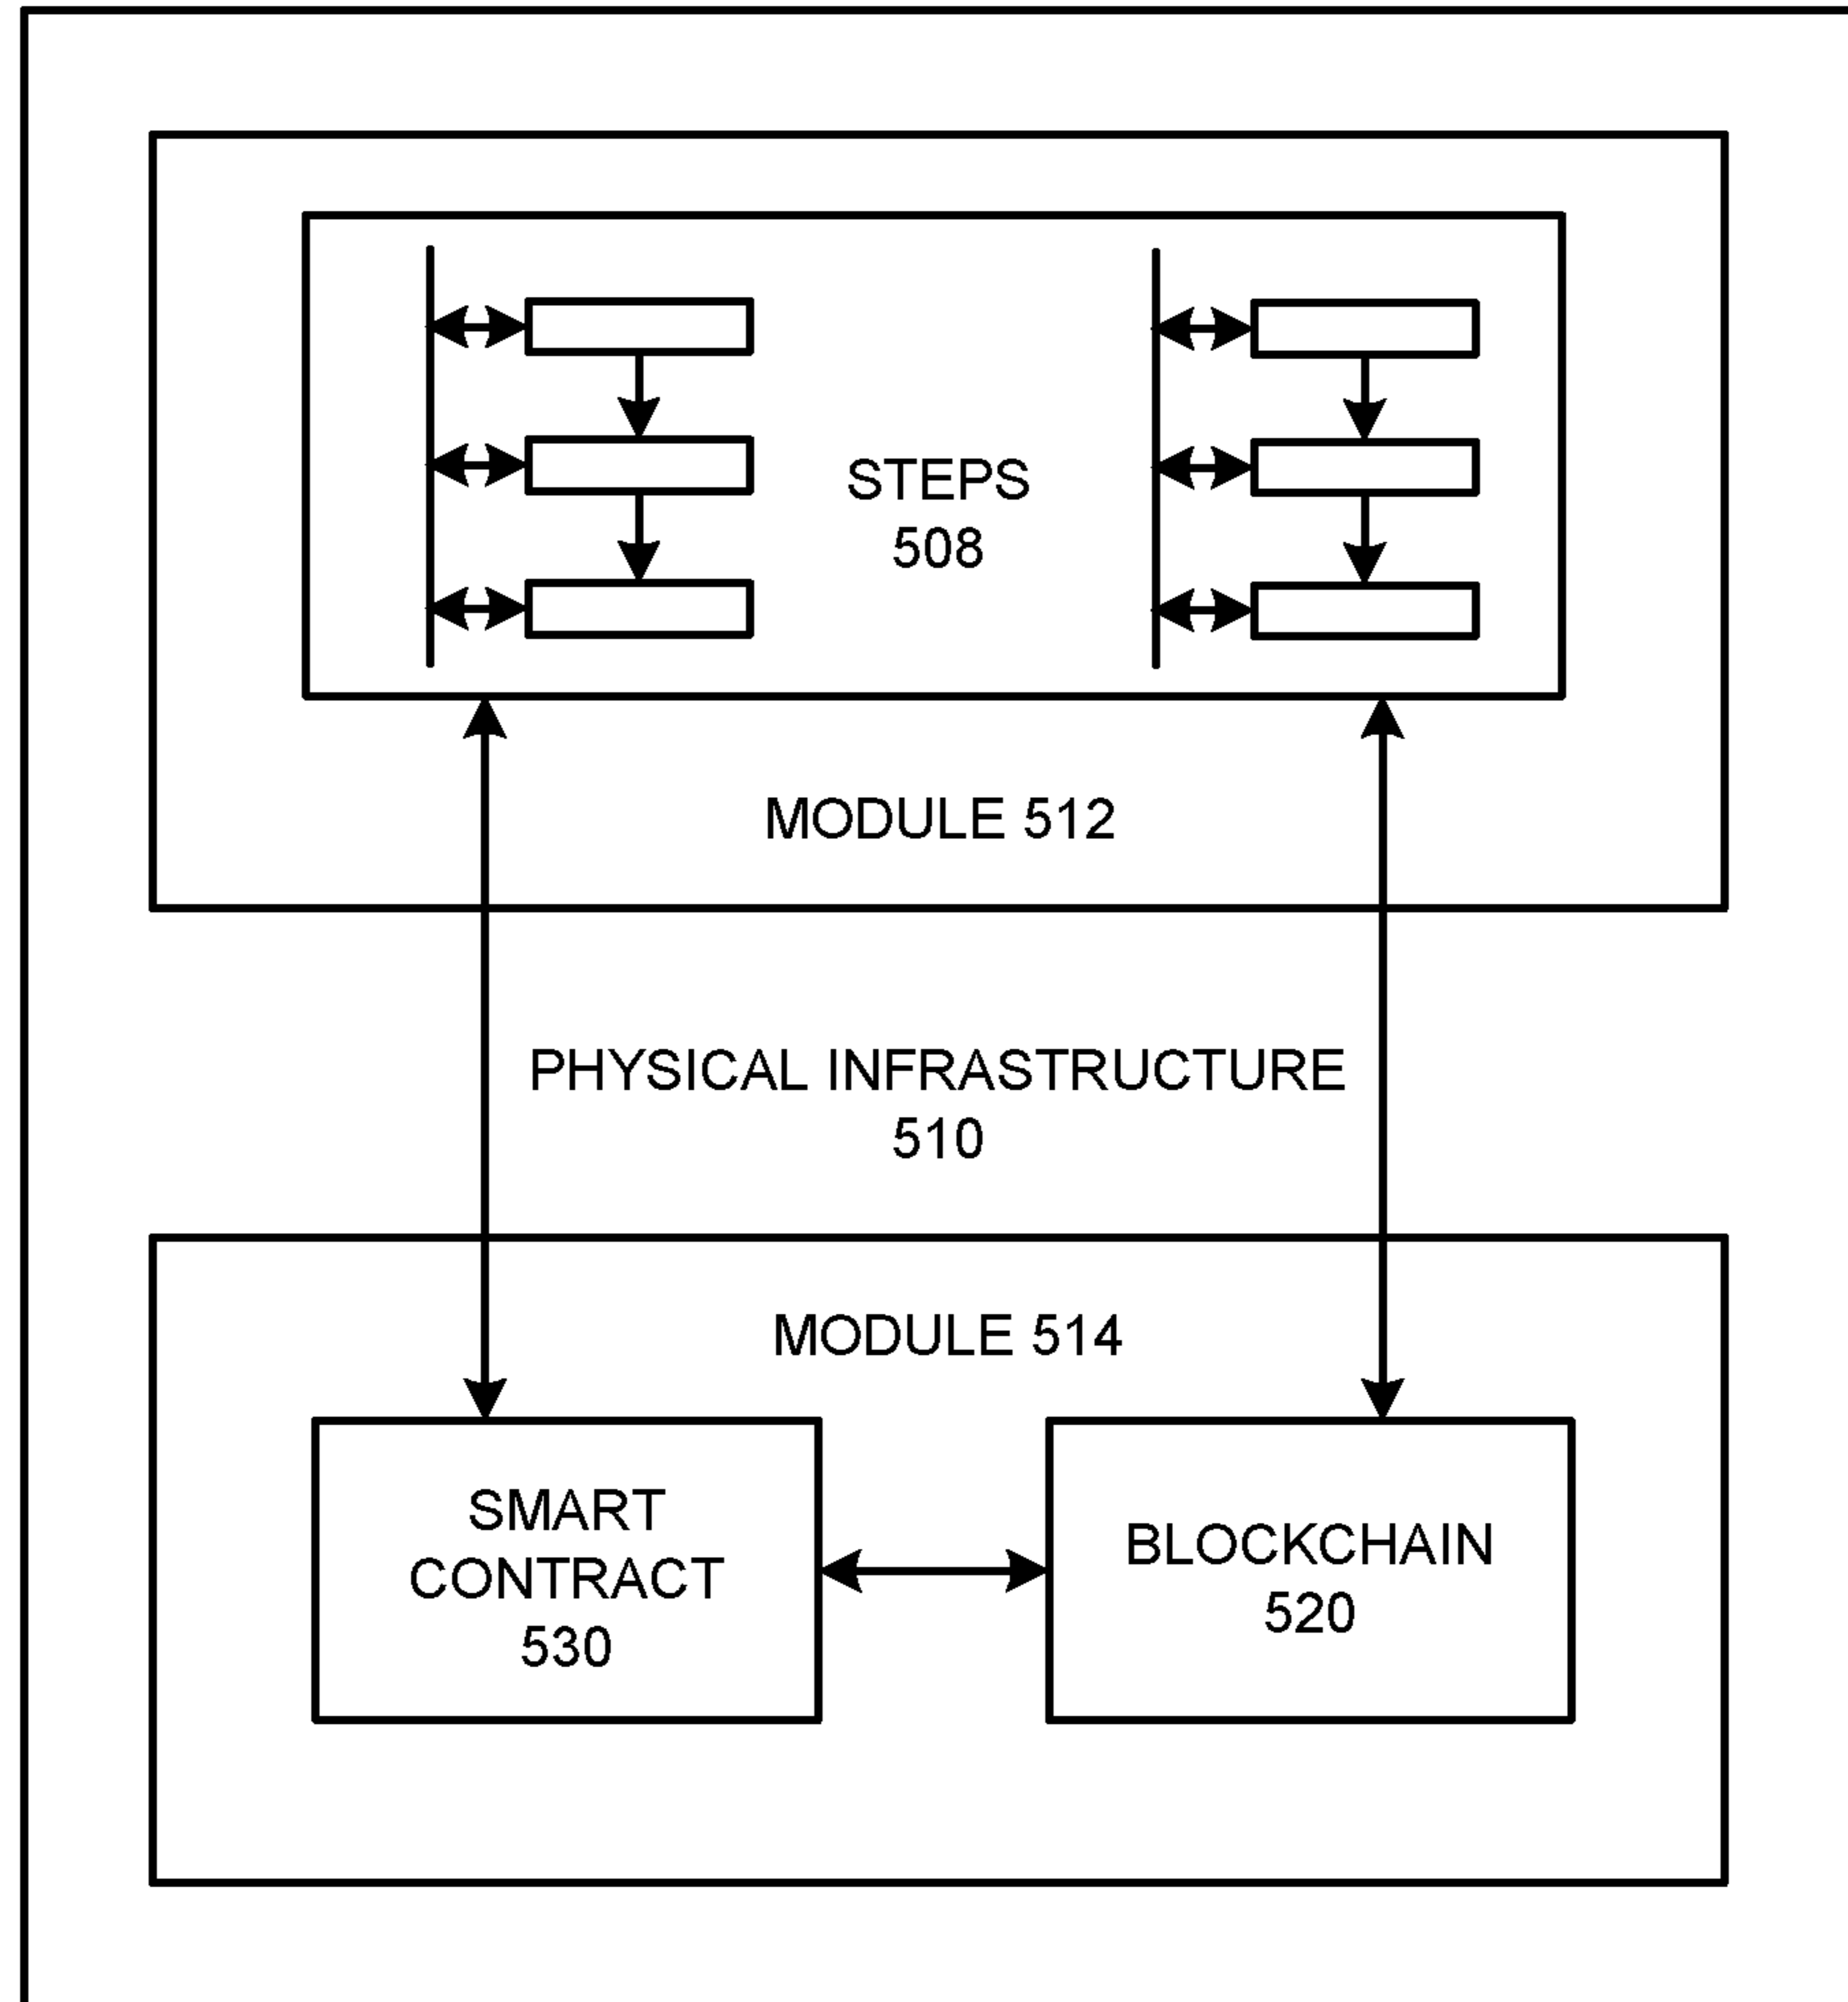 STEPS
508
MODULE 512
PHYSICAL INFRASTRUCTURE
510
MODULE 514
SMART
CONTRACT
530
BLOCKCHAIN
520